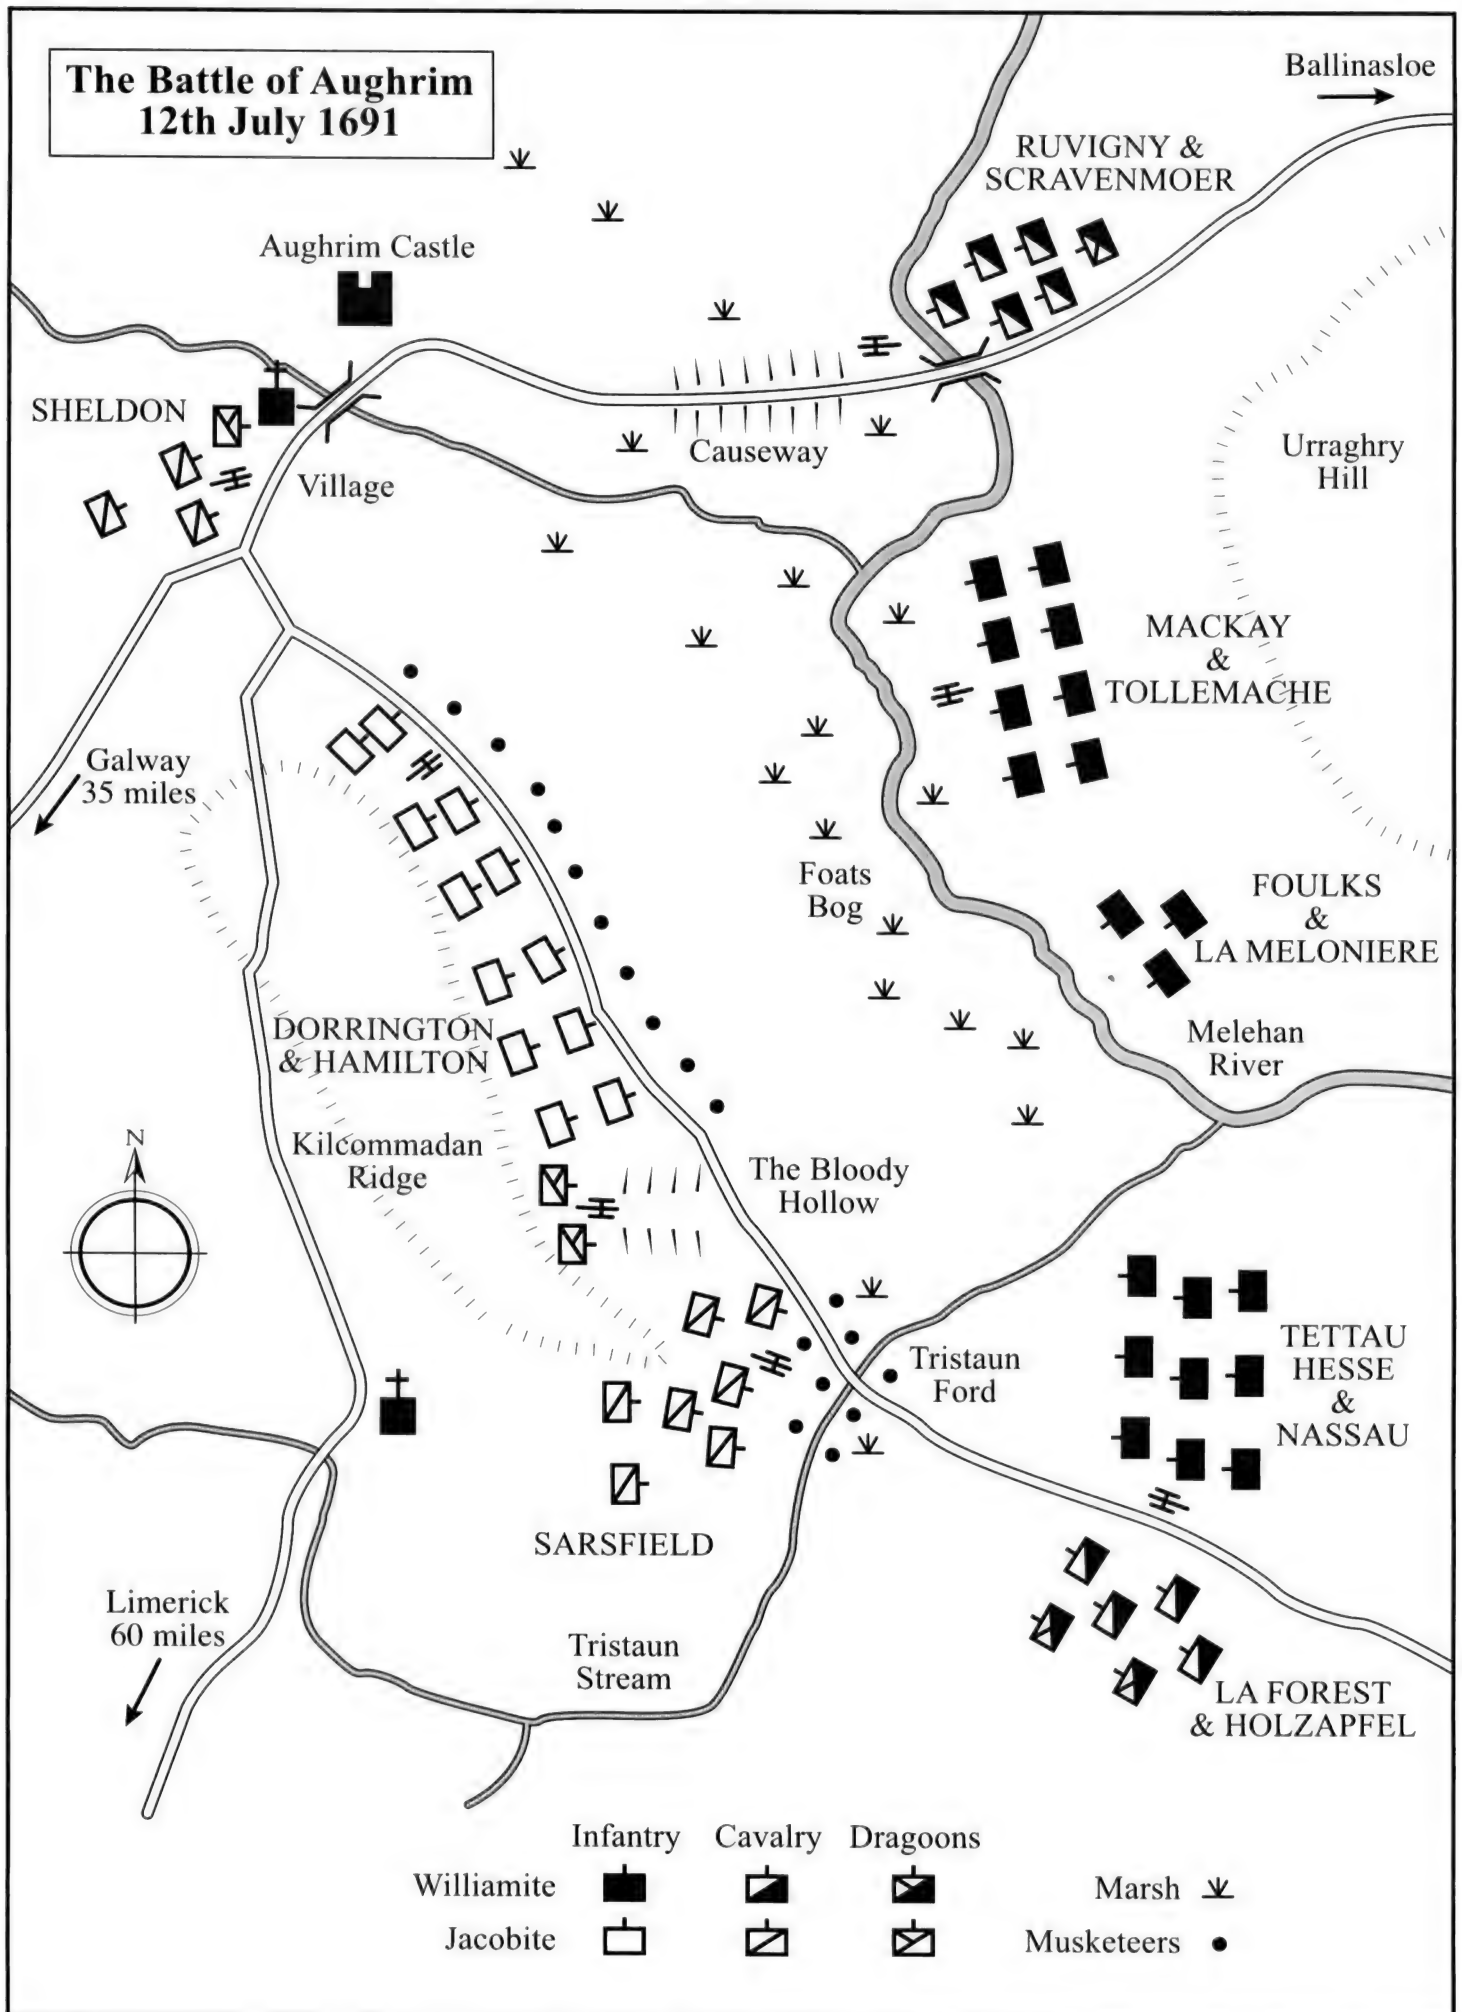 The Battle of Aughrim
12th July 1691
Ballinasloe
RUVIGNY &
SCRAVENMOER
Aughrim Castle
SHELDON
Village
Causeway
Urraghry
Hill
MACKAY
&
TOLLEMACHE
Galway
35 miles
Foats
Bog
FOULKS
&
LA MELONIERE
DORRINGTON
& HAMILTON
Melehan
River
N
Kilcommadan
Ridge
The Bloody
Hollow
Tristaun
Ford
TETTAU
HESSE
&
NASSAU
SARSFIELD
Limerick
60 miles
Tristaun
Stream
LA FOREST
& HOLZAPFEL
Infantry Cavalry Dragoons
Williamite Marsh
Jacobite Musketeers